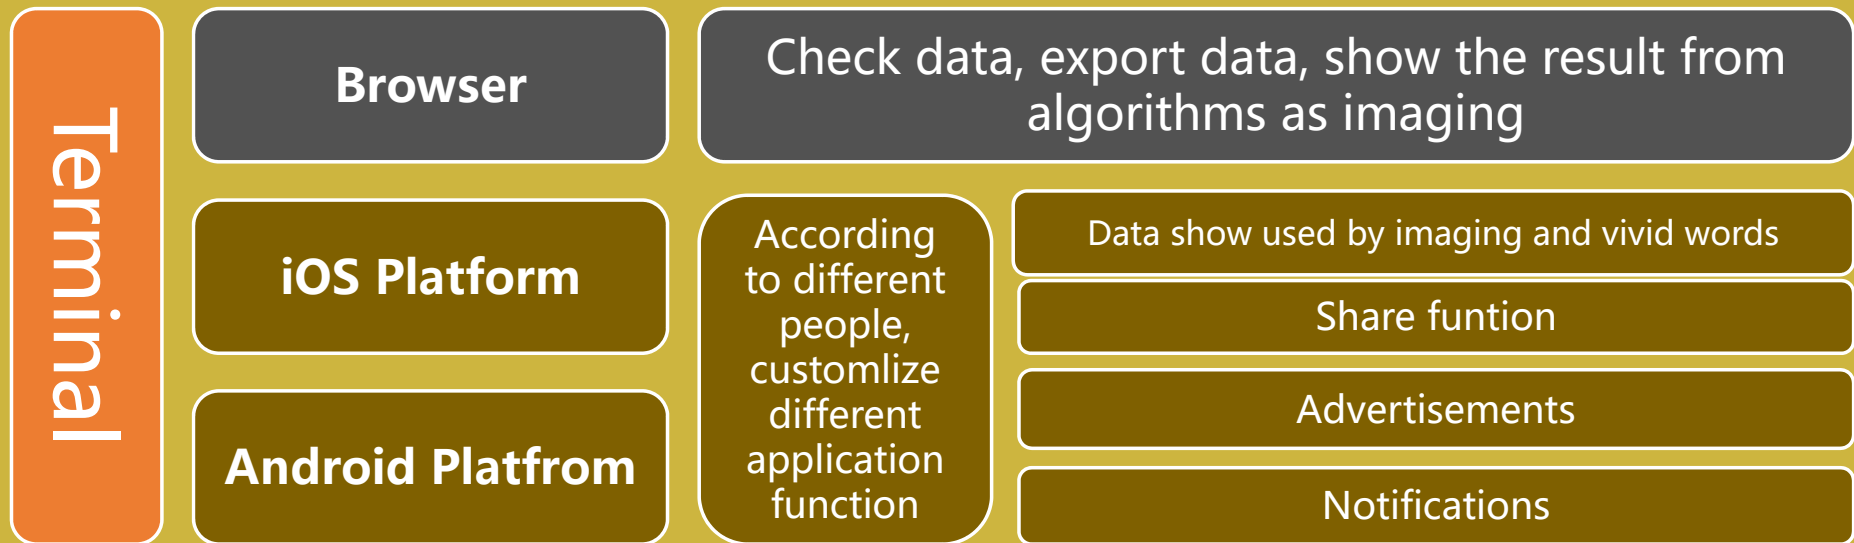 Terminal
Browser
Check data, export data, show the result from
algorithms as imaging
iOS Platform
Android Platfrom
According
to different
people,
customlize
different
application
function
Data show used by imaging and vivid words
Share funtion
Advertisements
Notifications